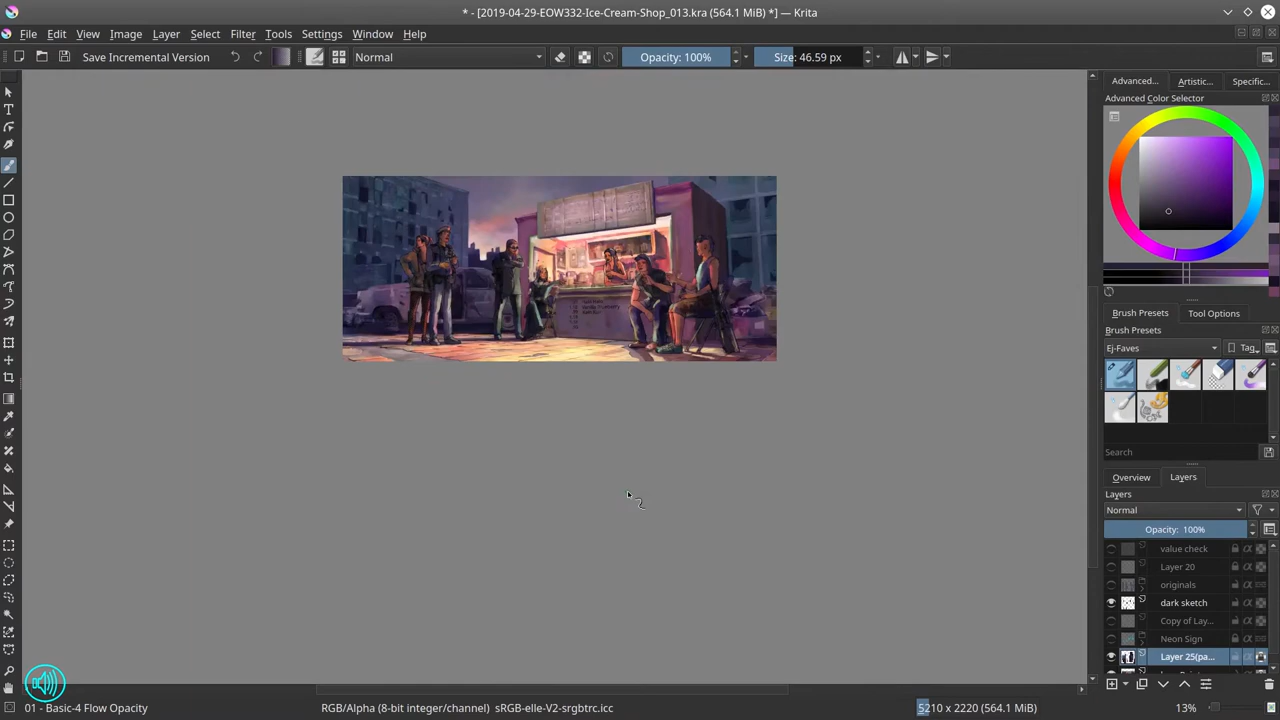 * - [2019-04-29-EOW332-Ice-Cream-Shop_013.kra (564.1 MiB) *] — Krita
File Edit View Image Layer Select Filter Tools Settings Window Help
Save Incremental Version Normal Opacity: 100% Size: 46.59 px
Advanced... Artistic... Specific...
Advanced Color Selector
Brush Presets Tool Options
Brush Presets
Ej-Faves Tag
Search
Overview Layers
Layers
Normal
Opacity: 100%
value check
Layer 20
originals
dark sketch
Copy of Lay...
Neon Sign
Layer 25(pa...
01 - Basic-4 Flow Opacity RGB/Alpha (8-bit integer/channel) sRGB-elle-V2-srgbtrc.icc 5210 x 2220 (564.1 MiB) 13%